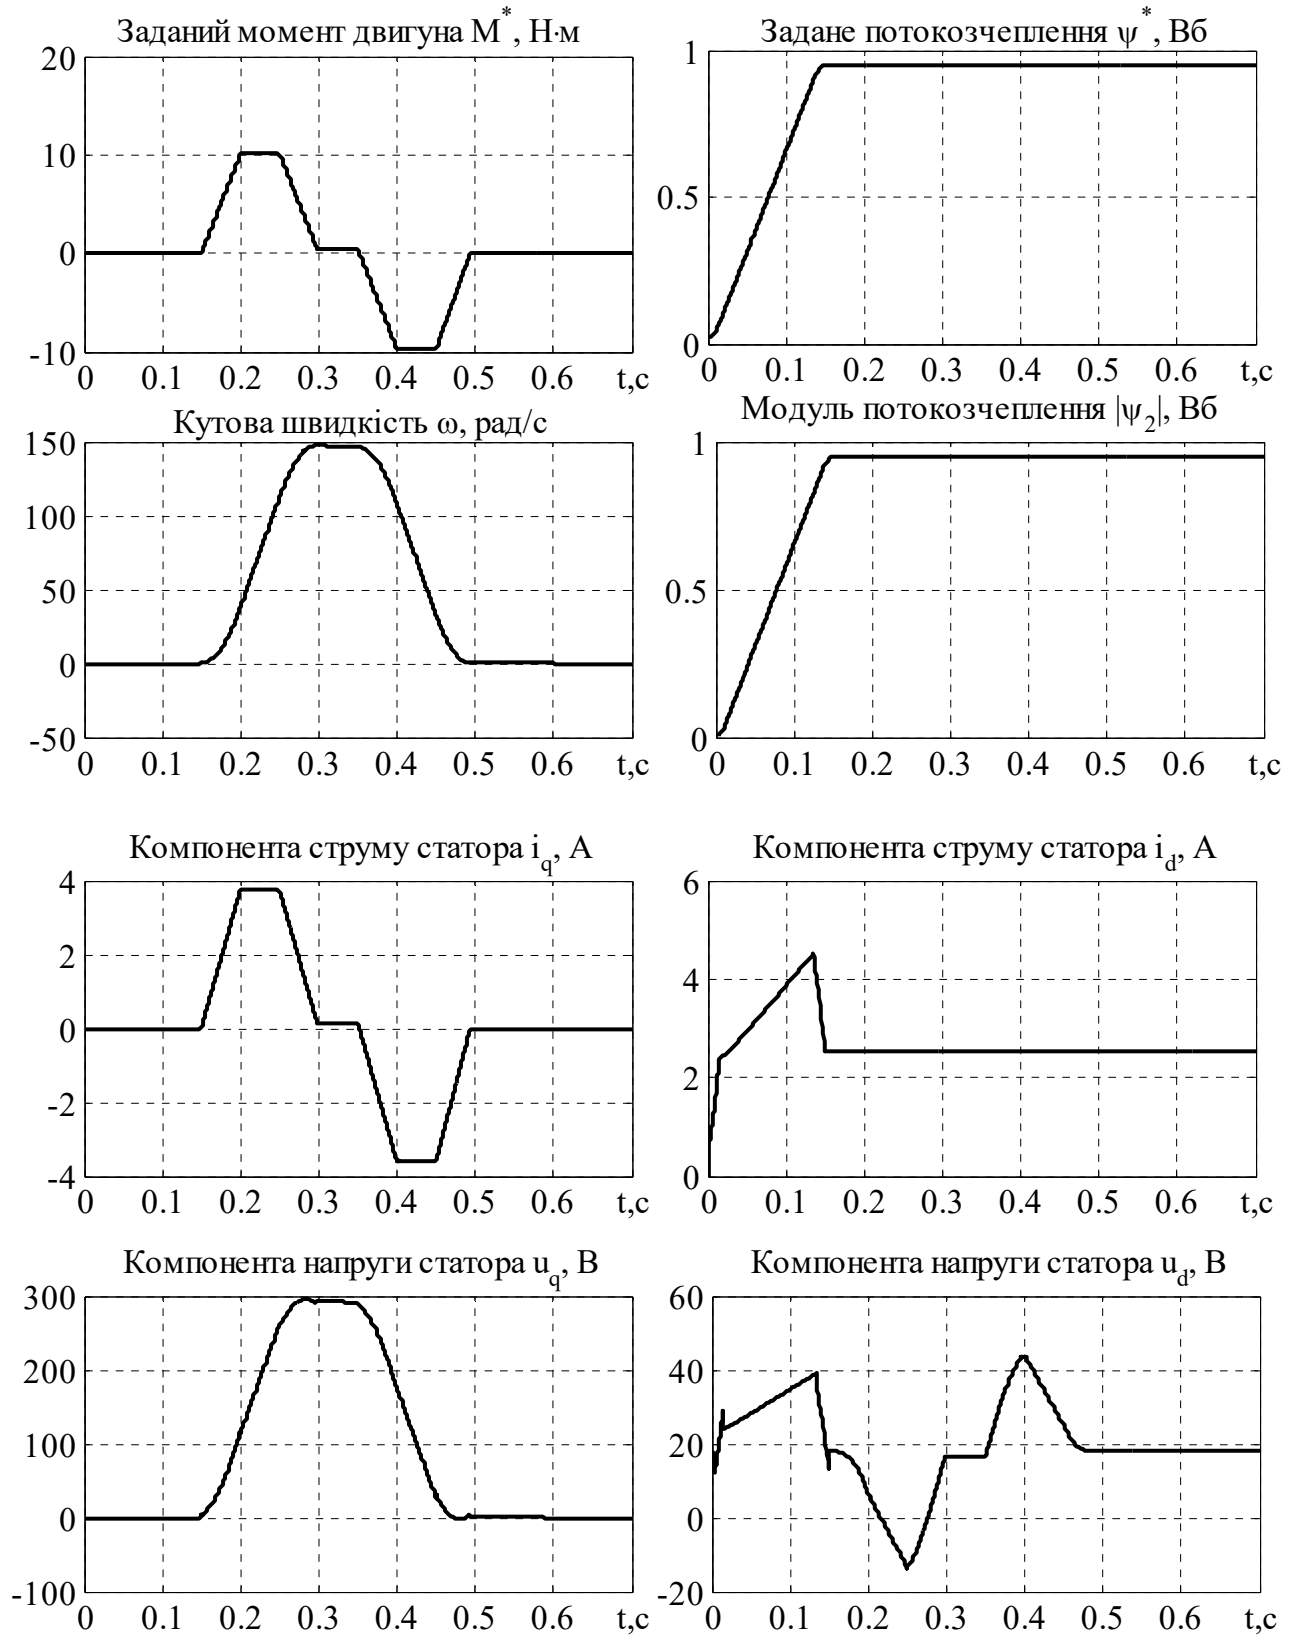 Заданий момент двигуна M*, Н·м
20
10
0
-10
0 0.1 0.2 0.3 0.4 0.5 0.6 t,c
Задане потокозчеплення ψ*, Вб
1
0.5
0
0 0.1 0.2 0.3 0.4 0.5 0.6 t,c
Кутова швидкість ω, рад/с
150
100
50
0
-50
0 0.1 0.2 0.3 0.4 0.5 0.6 t,c
Модуль потокозчеплення |ψ2|, Вб
1
0.5
0
0 0.1 0.2 0.3 0.4 0.5 0.6 t,c
Компонента струму статора iq, А
4
2
0
-2
-4
0 0.1 0.2 0.3 0.4 0.5 0.6 t,c
Компонента струму статора id, А
6
4
2
0
0 0.1 0.2 0.3 0.4 0.5 0.6 t,c
Компонента напруги статора uq, В
300
200
100
0
-100
0 0.1 0.2 0.3 0.4 0.5 0.6 t,c
Компонента напруги статора ud, В
60
40
20
0
-20
0 0.1 0.2 0.3 0.4 0.5 0.6 t,c